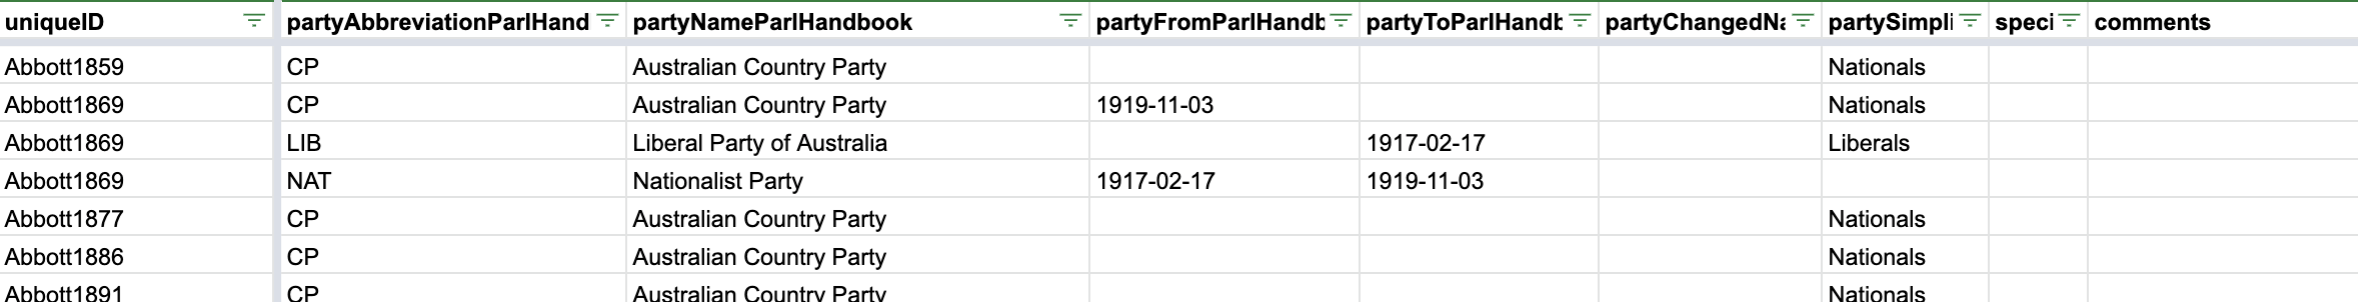 uniqueID partyAbbreviationParlHand partyNameParlHandbook partyFromParlHandb partyToParlHandb partyChangedNa partySimpli speci comments
Abbott1859 CP Australian Country Party Nationals
Abbott1869 CP Australian Country Party 1919-11-03 Nationals
Abbott1869 LIB Liberal Party of Australia 1917-02-17 Liberals
Abbott1869 NAT Nationalist Party 1917-02-17 1919-11-03
Abbott1877 CP Australian Country Party Nationals
Abbott1886 CP Australian Country Party Nationals
Abbott1891 CP Australian Country Party Nationals